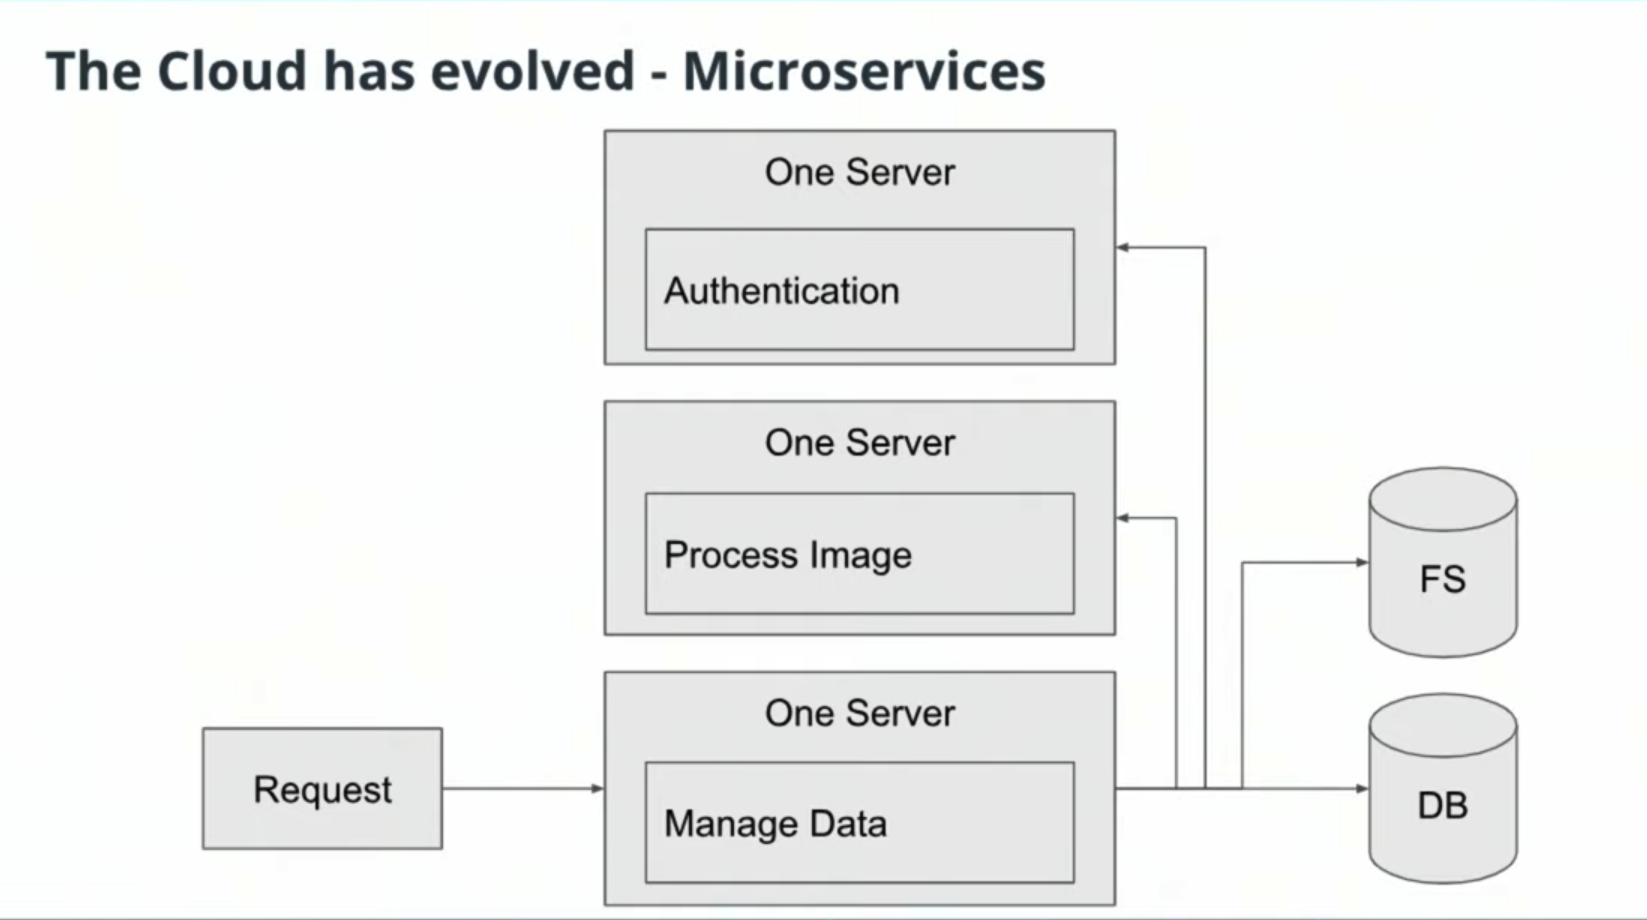 The Cloud has evolved - Microservices
One Server
Authentication
One Server
Process Image
FS
One Server
Request
Manage Data
DB